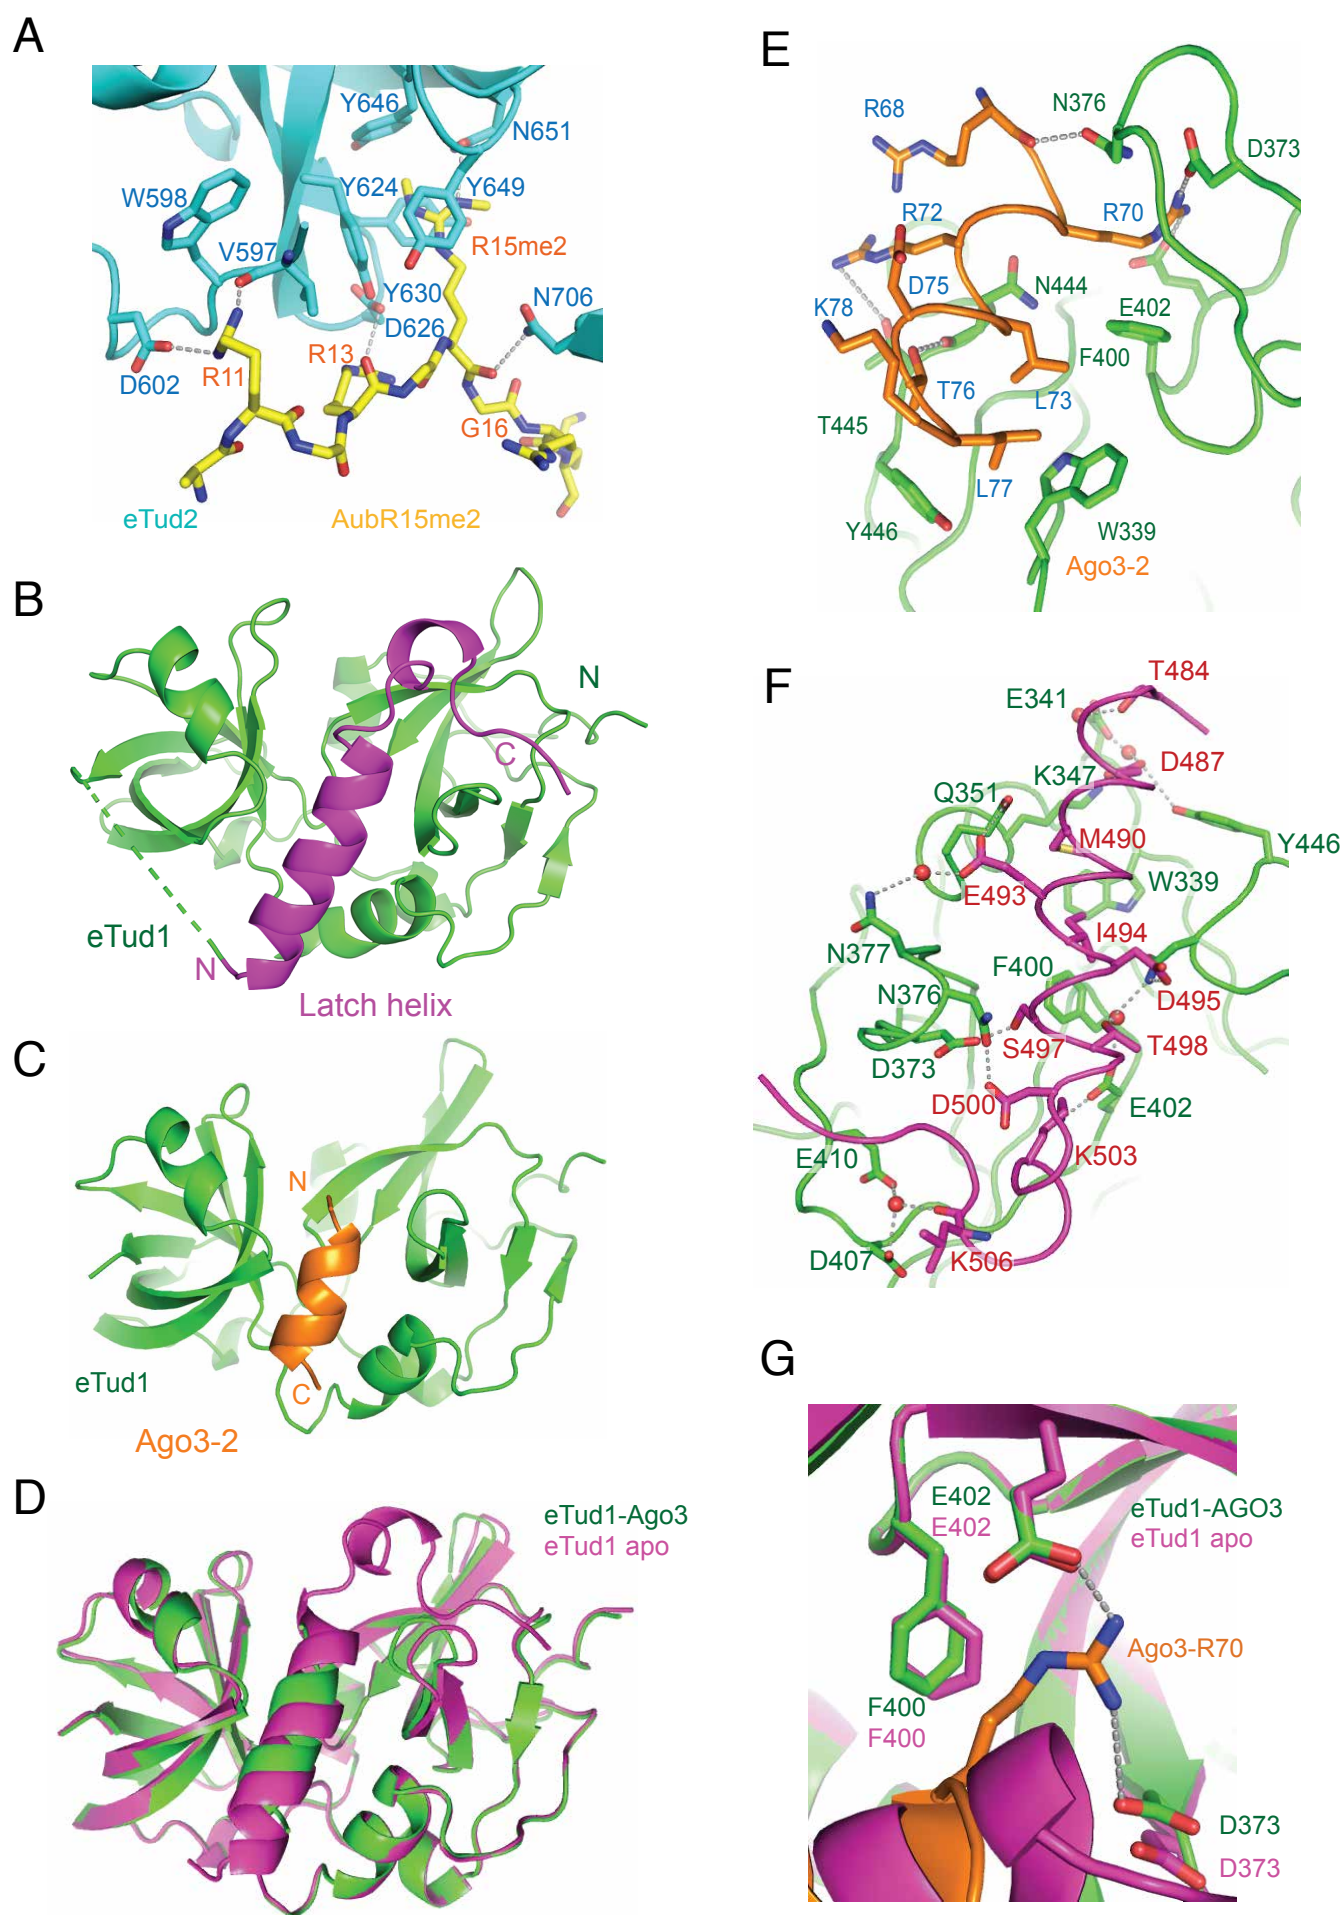 A
Y646
N651
W598
Y624
Y649
V597
R15me2
Y630
N706
D626
R13
D602
R11
G16
eTud2
AubR15me2
B
N
C
eTud1
N
Latch helix
C
N
eTud1
C
Ago3-2
D
eTud1-Ago3
eTud1 apo
E
R68
N376
D373
R72
R70
D75
N444
K78
E402
F400
T76
L73
T445
L77
Y446
W339
Ago3-2
F
T484
E341
D487
K347
Q351
M490
Y446
W339
E493
I494
N377
F400
N376
D495
S497
T498
D373
D500
E402
E410
K503
D407
K506
G
E402
E402
eTud1-AGO3
eTud1 apo
Ago3-R70
F400
F400
D373
D373